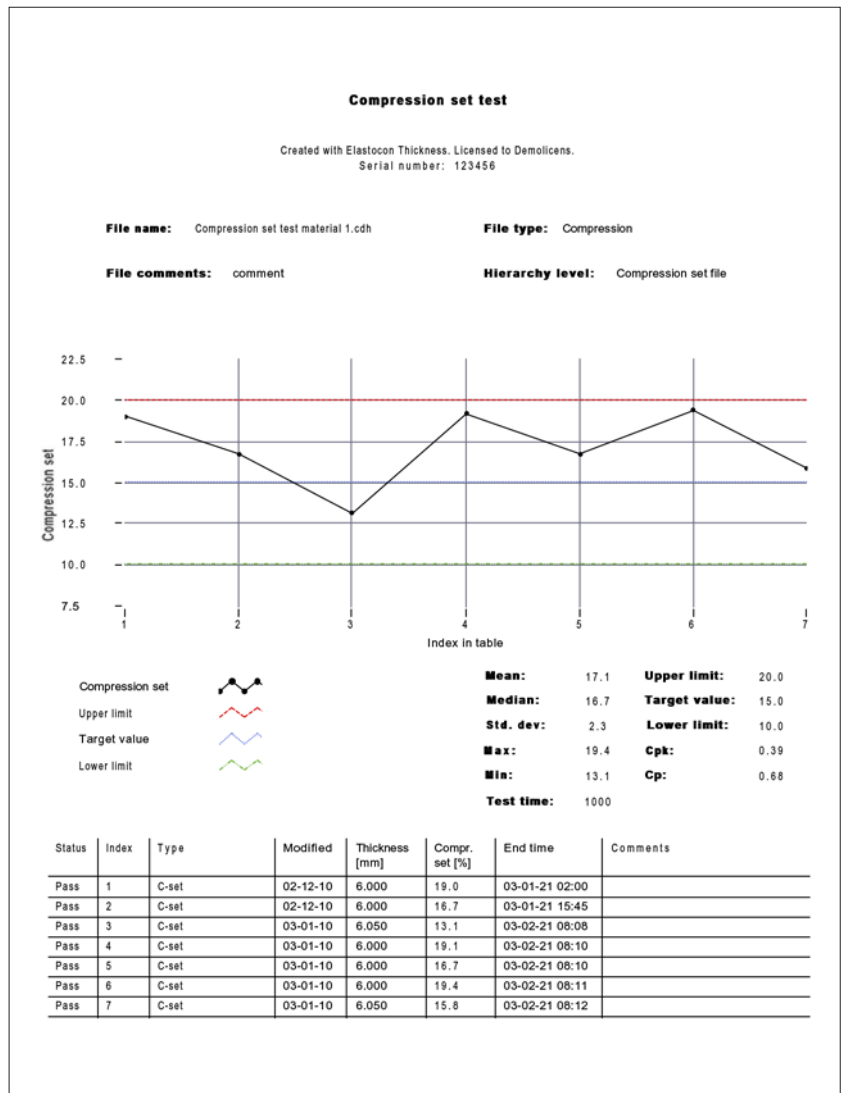 Compression set test
Created with Elastocon Thickness. Licensed to Demolicens.
Serial number: 123456
File name: Compression set test material 1.cdh File type: Compression
File comments: comment Hierarchy level: Compression set file
22.5
20.0
17.5
15.0
12.5
10.0
7.5
Compression set
1 2 3 4 5 6 7
Index in table
Compression set
Upper limit
Target value
Lower limit
Mean: 17.1 Upper limit: 20.0
Median: 16.7 Target value: 15.0
Std. dev: 2.3 Lower limit: 10.0
Max: 19.4 Cpk: 0.39
Min: 13.1 Cp: 0.68
Test time: 1000
Status Index Type Modified Thickness [mm] Compr. set [%] End time Comments
Pass 1 C-set 02-12-10 6.000 19.0 03-01-21 02:00
Pass 2 C-set 02-12-10 6.000 16.7 03-01-21 15:45
Pass 3 C-set 03-01-10 6.050 13.1 03-02-21 08:08
Pass 4 C-set 03-01-10 6.000 19.1 03-02-21 08:10
Pass 5 C-set 03-01-10 6.000 16.7 03-02-21 08:10
Pass 6 C-set 03-01-10 6.000 19.4 03-02-21 08:11
Pass 7 C-set 03-01-10 6.050 15.8 03-02-21 08:12